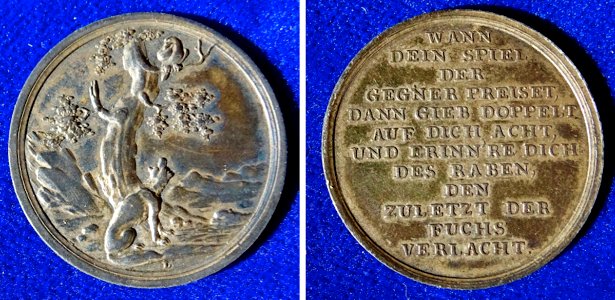 WANN
DEIN SPIEL
DER
GEGNER PREISET,
DANN GIEB DOPPELT
AUF DICH ACHT,
UND ERINN'RE DICH
DES RABEN,
DEN
ZULETZT DER
FUCHS
VERLACHT.